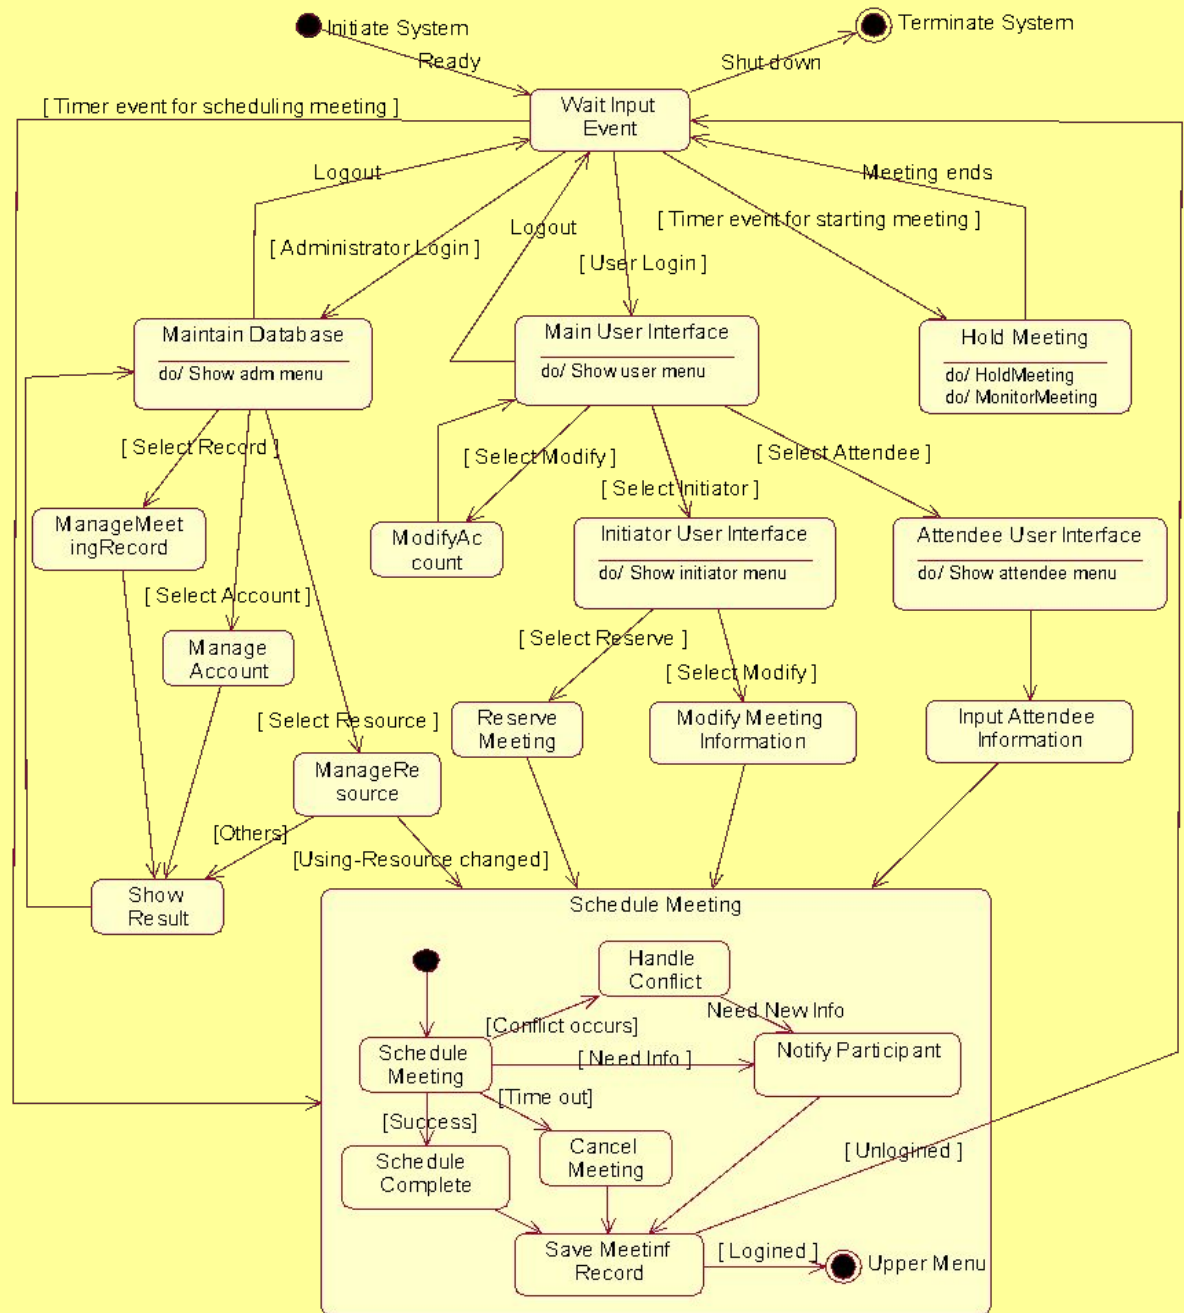 Initiate System
Terminate System
Ready
Shut down
[ Timer event for scheduling meeting ]
Wait Input
Event
Logout
Meeting ends
Logout
[ Timer event for starting meeting ]
[ Administrator Login ]
[ User Login ]
Maintain Database
do/ Show adm menu
Main User Interface
do/ Show user menu
Hold Meeting
do/ HoldMeeting
do/ MonitorMeeting
[ Select Record ]
[ Select Modify ]
[ Select Attendee ]
[ Select Initiator ]
ManageMeet
ingRecord
ModifyAc
count
Initiator User Interface
do/ Show initiator menu
Attendee User Interface
do/ Show attendee menu
[ Select Account ]
Manage
Account
[ Select Reserve ]
[ Select Modify ]
[ Select Resource ]
Reserve
Meeting
Modify Meeting
Information
Input Attendee
Information
ManageRe
source
[Others]
[Using-Resource changed]
Show
Result
Schedule Meeting
Handle
Conflict
Need New Info
[Conflict occurs]
Schedule
Meeting
[ Need Info ]
Notify Participant
[Time out]
[Success]
Cancel
Meeting
Schedule
Complete
[ Unlogined ]
Save Meetinf
Record
[ Logined ]
Upper Menu